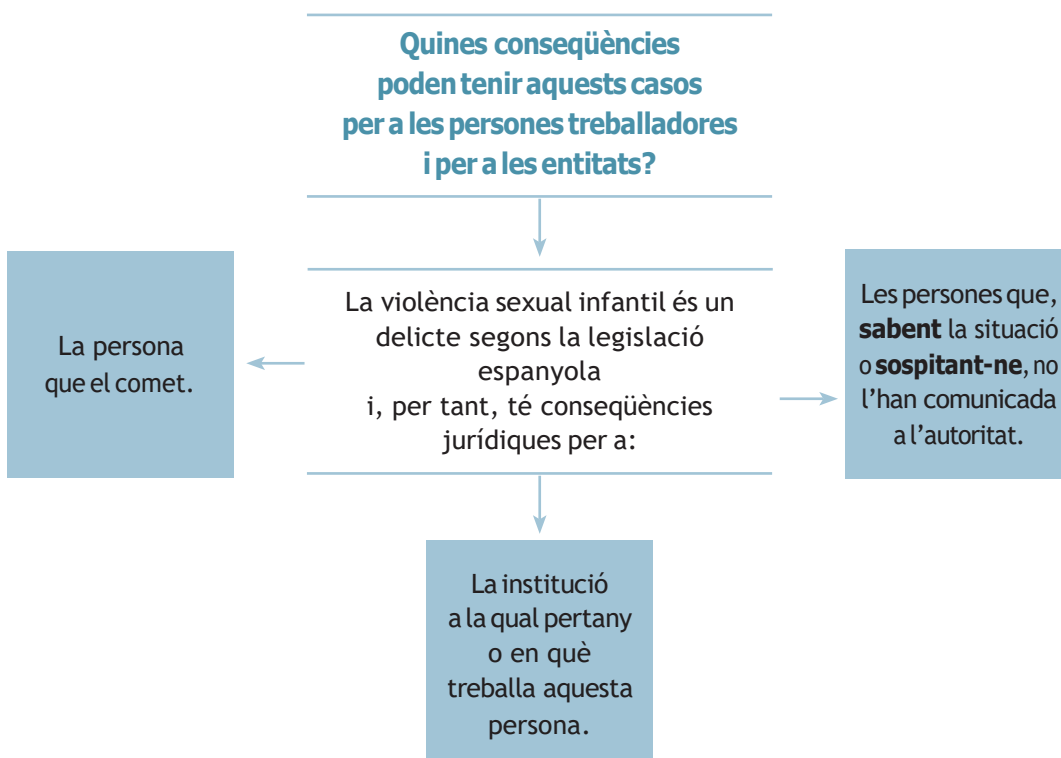 Quines conseqüències
poden tenir aquests casos
per a les persones treballadores
i per a les entitats?
La violència sexual infantil és un
delicte segons la legislació
espanyola
i, per tant, té conseqüències
jurídiques per a:
La persona
que el comet.
Les persones que,
sabent la situació
o sospitant-ne, no
l’han comunicada
a l’autoritat.
La institució
a la qual pertany
o en què
treballa aquesta
persona.